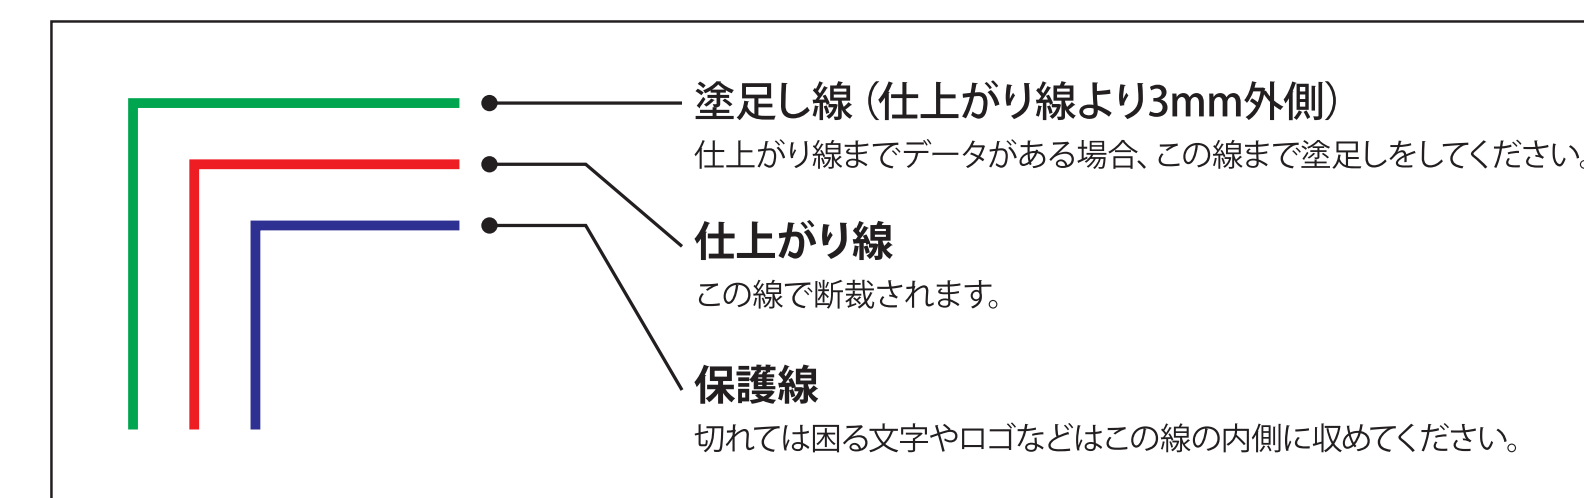 塗足し線（仕上がり線より3mm外側）
仕上がり線までデータがある場合、この線まで塗足しをしてください。
仕上がり線
この線で断裁されます。
保護線
切れては困る文字やロゴなどはこの線の内側に収めてください。